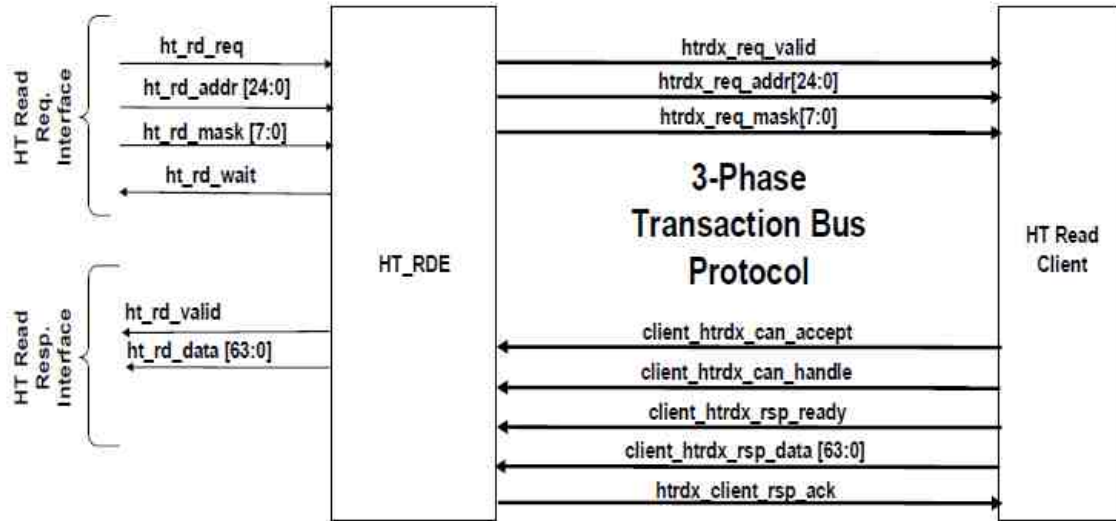 HT Read
Req.
Interface
ht_rd_req
ht_rd_addr [24:0]
ht_rd_mask [7:0]
ht_rd_wait
HT Read
Resp.
Interface
ht_rd_valid
ht_rd_data [63:0]
HT_RDE
htrdx_req_valid
htrdx_req_addr[24:0]
htrdx_req_mask[7:0]
3-Phase
Transaction Bus
Protocol
client_htrdx_can_accept
client_htrdx_can_handle
client_htrdx_rsp_ready
client_htrdx_rsp_data [63:0]
htrdx_client_rsp_ack
HT Read
Client